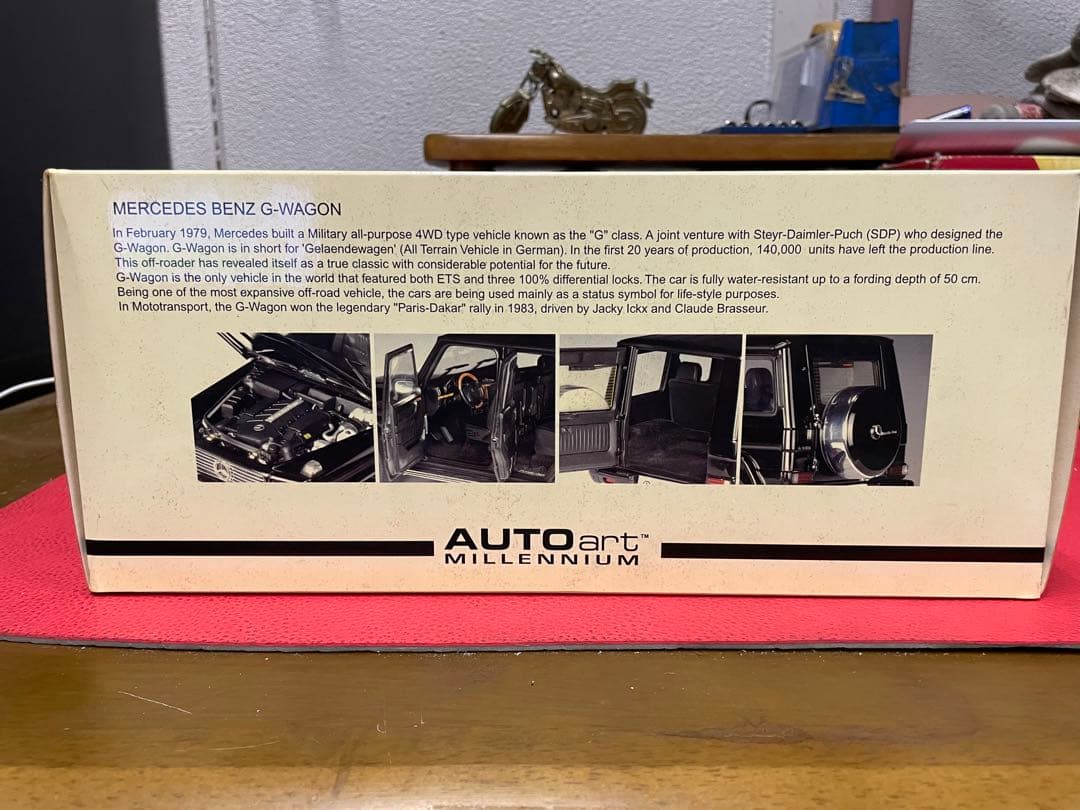 MERCEDES BENZ G-WAGON
In February 1979, Mercedes built a Military all-purpose 4WD type vehicle known as the "G" class. A joint venture with Steyr-Daimler-Puch (SDP) who designed the
G-Wagon. G-Wagon is in short for 'Gelaendewagen' (All Terrain Vehicle in German). In the first 20 years of production, 140,000 units have left the production line.
This off-roader has revealed itself as a true classic with considerable potential for the future.
G-Wagon is the only vehicle in the world that featured both ETS and three 100% differential locks. The car is fully water-resistant up to a fording depth of 50 cm.
Being one of the most expansive off-road vehicle, the cars are being used mainly as a status symbol for life-style purposes.
In Mototransport, the G-Wagon won the legendary "Paris-Dakar" rally in 1983, driven by Jacky Ickx and Claude Brasseur.
AUTOart™
MILLENNIUM